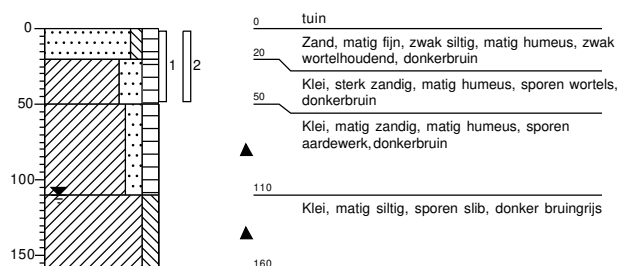 0
50
100
150
1
2
0 tuin
Zand, matig fijn, zwak siltig, matig humeus, zwak
20 wortelhoudend, donkerbruin
Klei, sterk zandig, matig humeus, sporen wortels,
50 donkerbruin
Klei, matig zandig, matig humeus, sporen
aardewerk, donkerbruin
110
Klei, matig siltig, sporen slib, donker bruingrijs
160